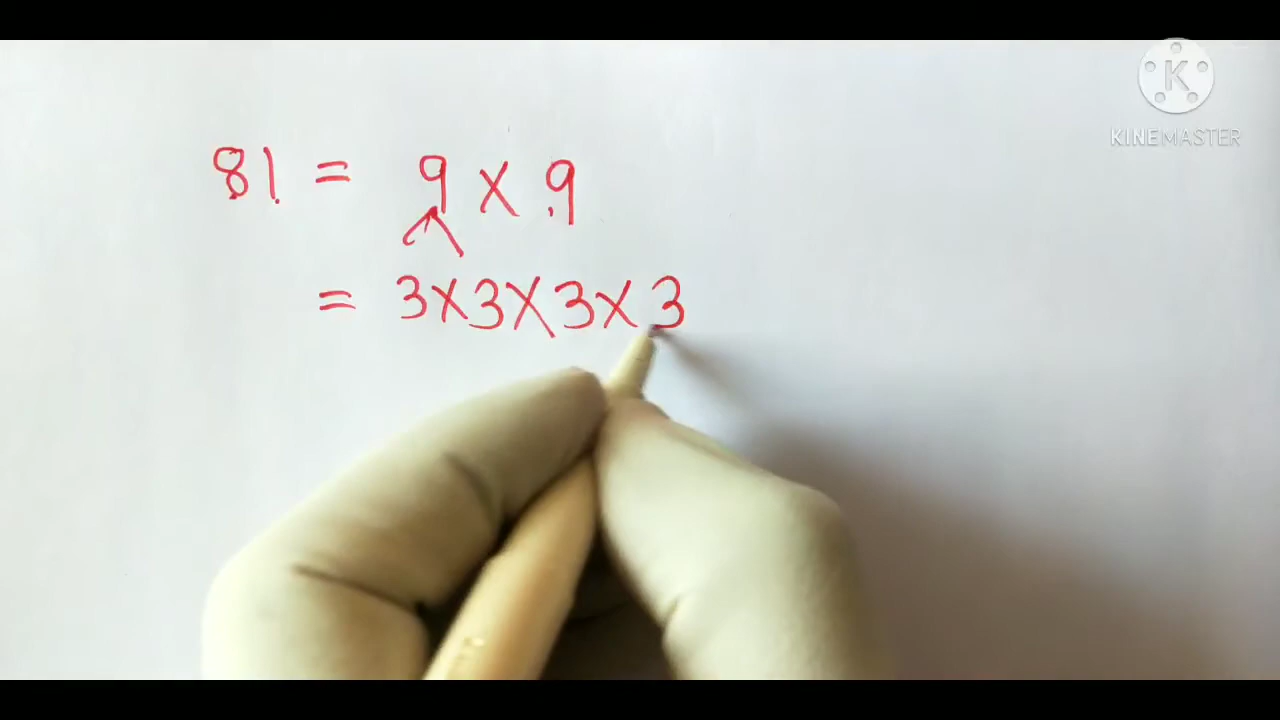 81 = 9 X 9
= 3X3X3X3
KINEMASTER